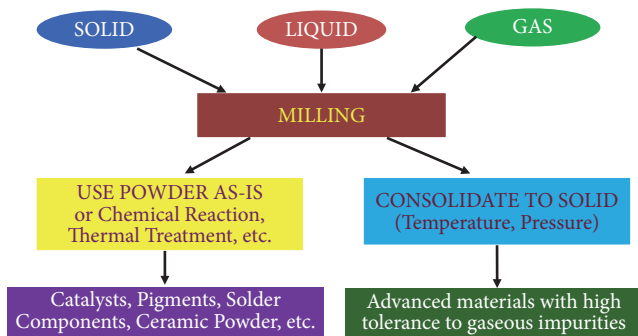 SOLID
LIQUID
GAS
MILLING
USE POWDER AS-IS
or Chemical Reaction,
Thermal Treatment, etc.
CONSOLIDATE TO SOLID
(Temperature, Pressure)
Catalysts, Pigments, Solder
Components, Ceramic Powder, etc.
Advanced materials with high
tolerance to gaseous impurities